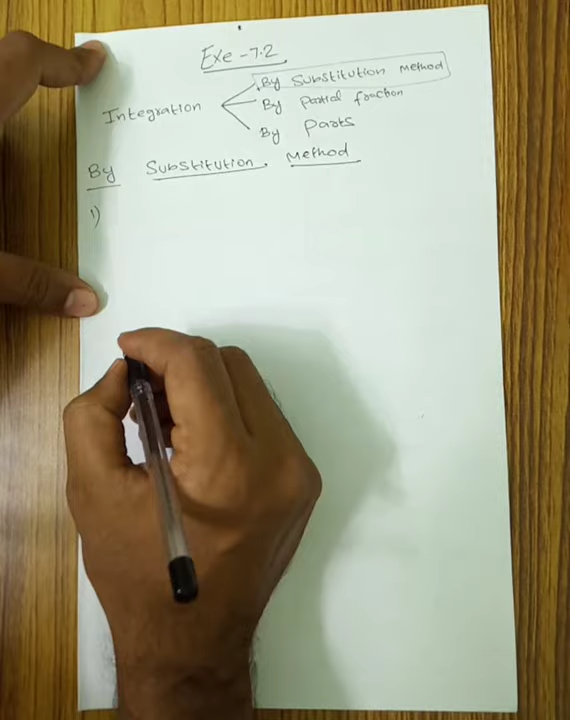 Exe - 7.2
By Substitution Method
Integration
By Partial fraction
By Parts
By Substitution Method
1)